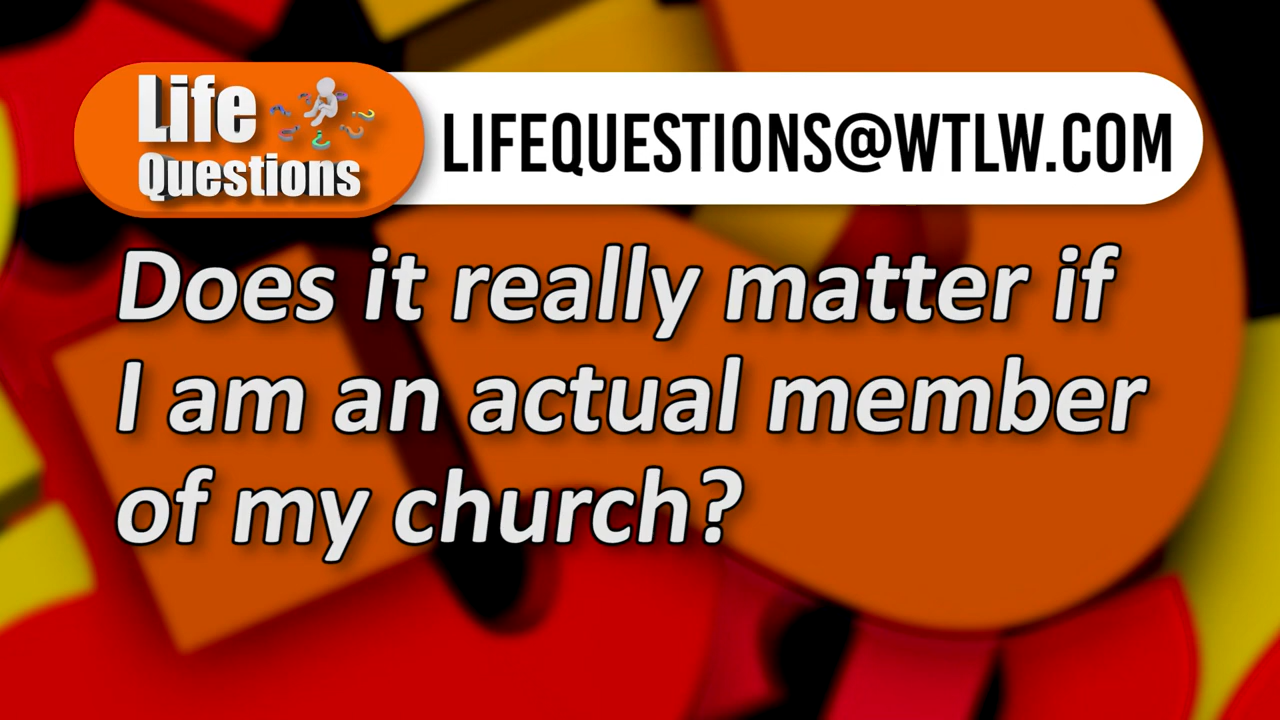 Life
Questions
LIFEQUESTIONS@WTLW.COM
Does it really matter if
I am an actual member
of my church?